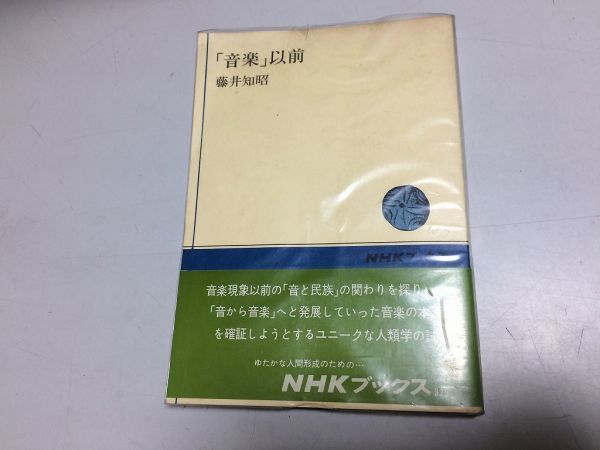 「音楽」以前
藤井知昭
NHKブックス
音楽現象以前の「音と民族」の関わりを探り
「音から音楽」へと発展していった音楽の本
を確証しようとするユニークな人類学の試
ゆたかな人間形成のための…
NHKブックス